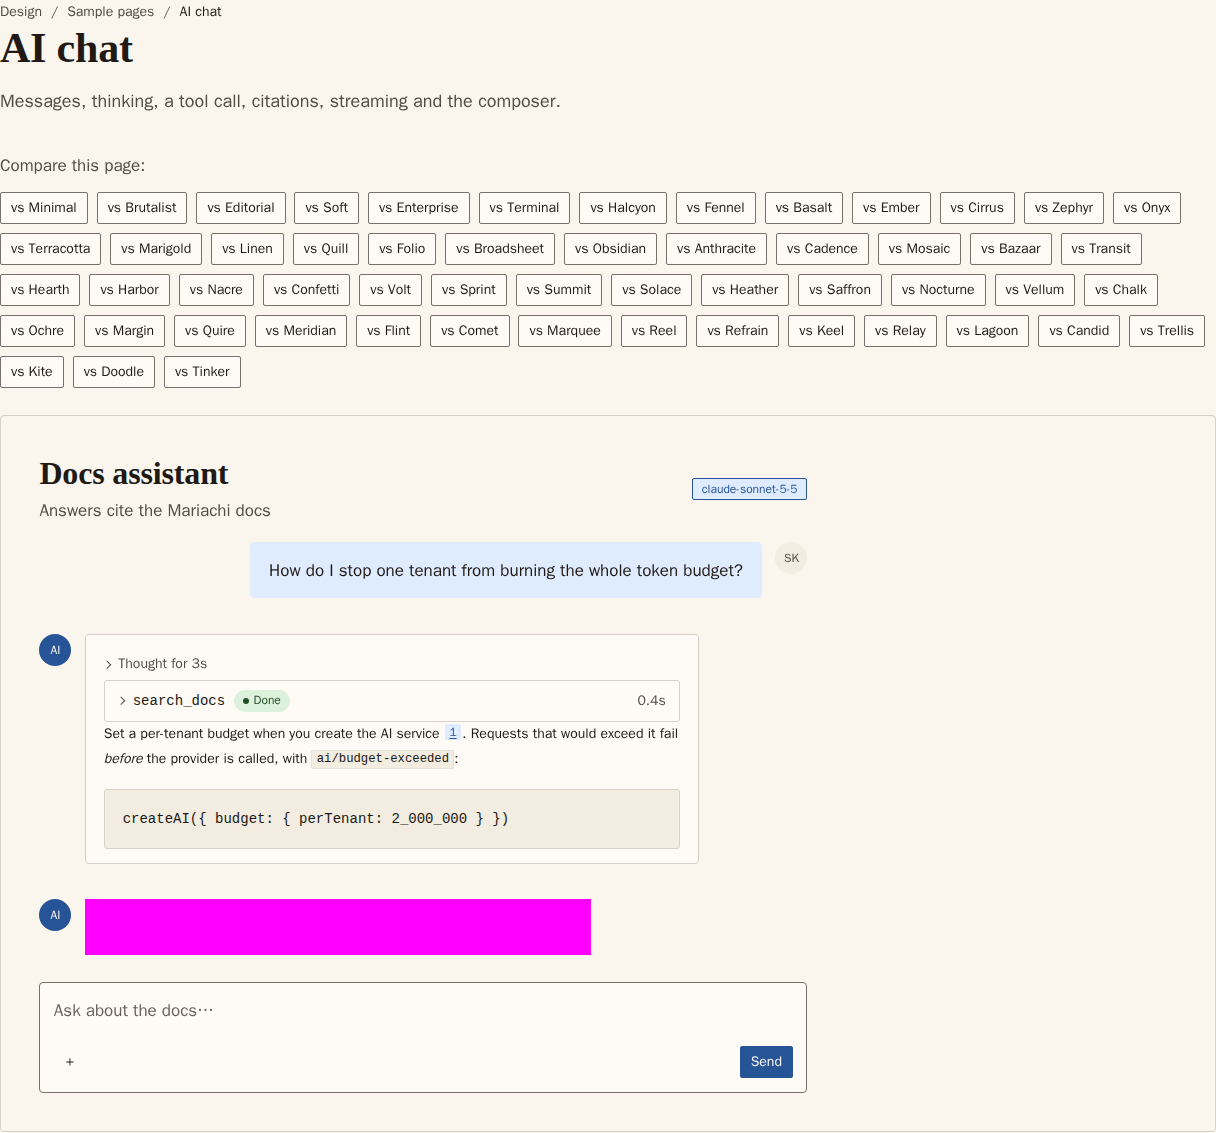 Design / Sample pages / AI chat
AI chat
Messages, thinking, a tool call, citations, streaming and the composer.
Compare this page:
vs Minimal vs Brutalist vs Editorial vs Soft vs Enterprise vs Terminal vs Halcyon vs Fennel vs Basalt vs Ember vs Cirrus vs Zephyr vs Onyx
vs Terracotta vs Marigold vs Linen vs Quill vs Folio vs Broadsheet vs Obsidian vs Anthracite vs Cadence vs Mosaic vs Bazaar vs Transit
vs Hearth vs Harbor vs Nacre vs Confetti vs Volt vs Sprint vs Summit vs Solace vs Heather vs Saffron vs Nocturne vs Vellum vs Chalk
vs Ochre vs Margin vs Quire vs Meridian vs Flint vs Comet vs Marquee vs Reel vs Refrain vs Keel vs Relay vs Lagoon vs Candid vs Trellis
vs Kite vs Doodle vs Tinker
Docs assistant
claude-sonnet-5-5
Answers cite the Mariachi docs
How do I stop one tenant from burning the whole token budget?
SK
AI
Thought for 3s
search_docs Done 0.4s
Set a per-tenant budget when you create the AI service 1. Requests that would exceed it fail
before the provider is called, with ai/budget-exceeded:
createAI({ budget: { perTenant: 2_000_000 } })
AI
Ask about the docs…
+ Send